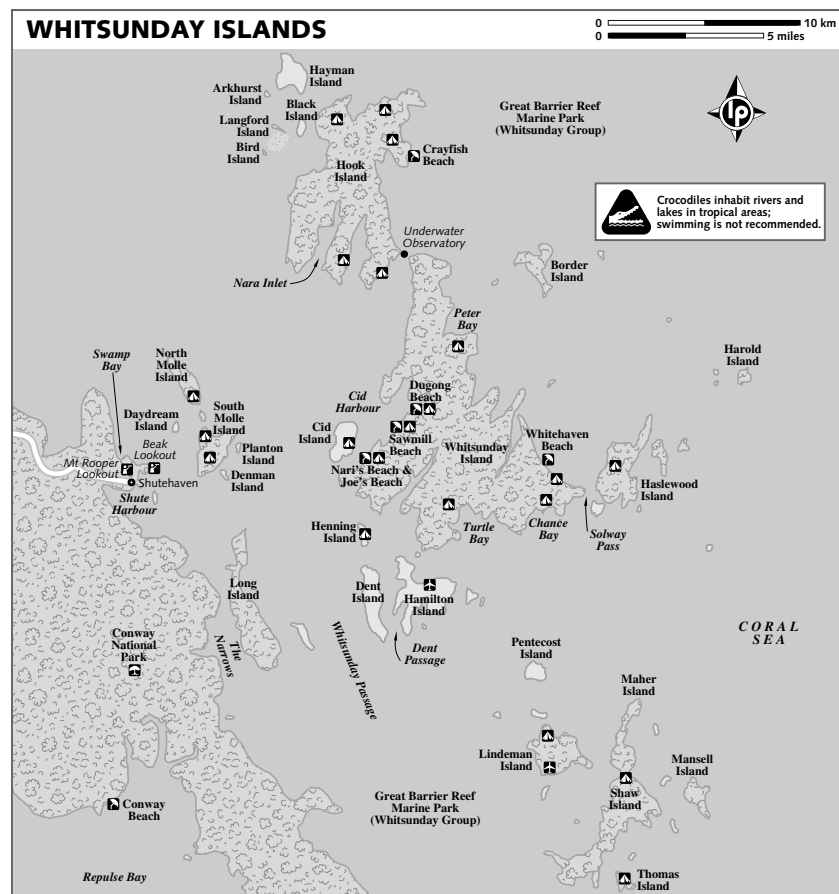 WHITSUNDAY ISLANDS
0
10 km
0
5 miles
Hayman
Island
Arkhurst
Island
Black
Island
Langford
Island
Bird
Island
Hook
Island
Crayfish
Beach
Great Barrier Reef
Marine Park
(Whitsunday Group)
lp
Crocodiles inhabit rivers and
lakes in tropical areas;
swimming is not recommended.
Underwater
Observatory
Nara Inlet
Border
Island
Peter
Bay
Harold
Island
Swamp
Bay
North
Molle
Island
Daydream
Island
South
Molle
Island
Beak
Lookout
Mt Rooper
Lookout
Shutehaven
Shute
Harbour
Planton
Island
Denman
Island
Cid
Harbour
Cid
Island
Dugong
Beach
Sawmill
Beach
Nari's Beach &
Joe's Beach
Whitsunday
Island
Whitehaven
Beach
Haslewood
Island
Henning
Island
Turtle
Bay
Chance
Bay
Solway
Pass
Long
Island
Dent
Island
Hamilton
Island
Conway
National
Park
The
Narrows
Whitsunday Passage
Dent
Passage
Pentecost
Island
CORAL
SEA
Maher
Island
Lindeman
Island
Mansell
Island
Shaw
Island
Conway
Beach
Great Barrier Reef
Marine Park
(Whitsunday Group)
Repulse Bay
Thomas
Island